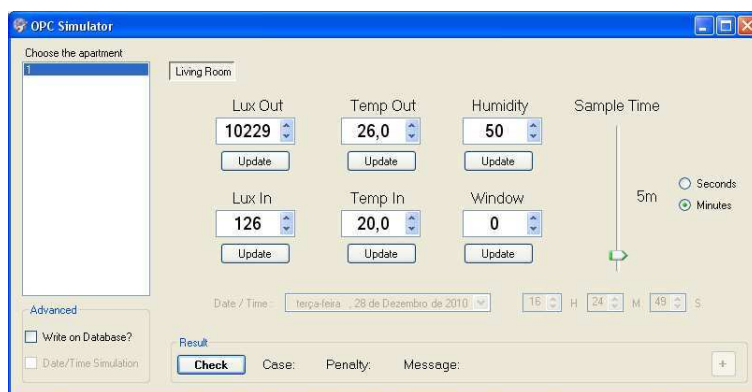 OPC Simulator
Choose the apartment
1
Living Room
Lux Out Temp Out Humidity Sample Time
10229 26,0 50
Update Update Update
Seconds
5m
Minutes
Lux In Temp In Window
126 20,0 0
Update Update Update
Date / Time : terça-feira , 28 de Dezembro de 2010 16 H 24 M 49 S
Advanced
Write on Database?
Date/Time Simulation
Result
Check Case: Penalty: Message: +